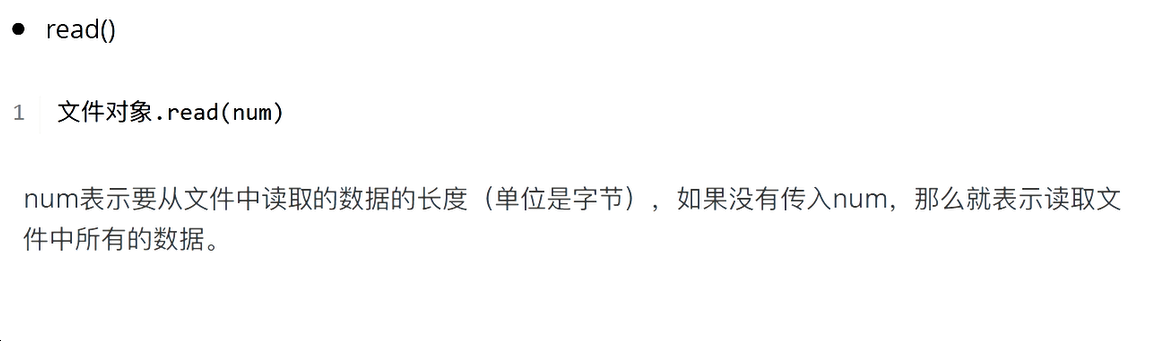 ● read()
1 文件对象.read(num)
num表示要从文件中读取的数据的长度（单位是字节），如果没有传入num，那么就表示读取文
件中所有的数据。